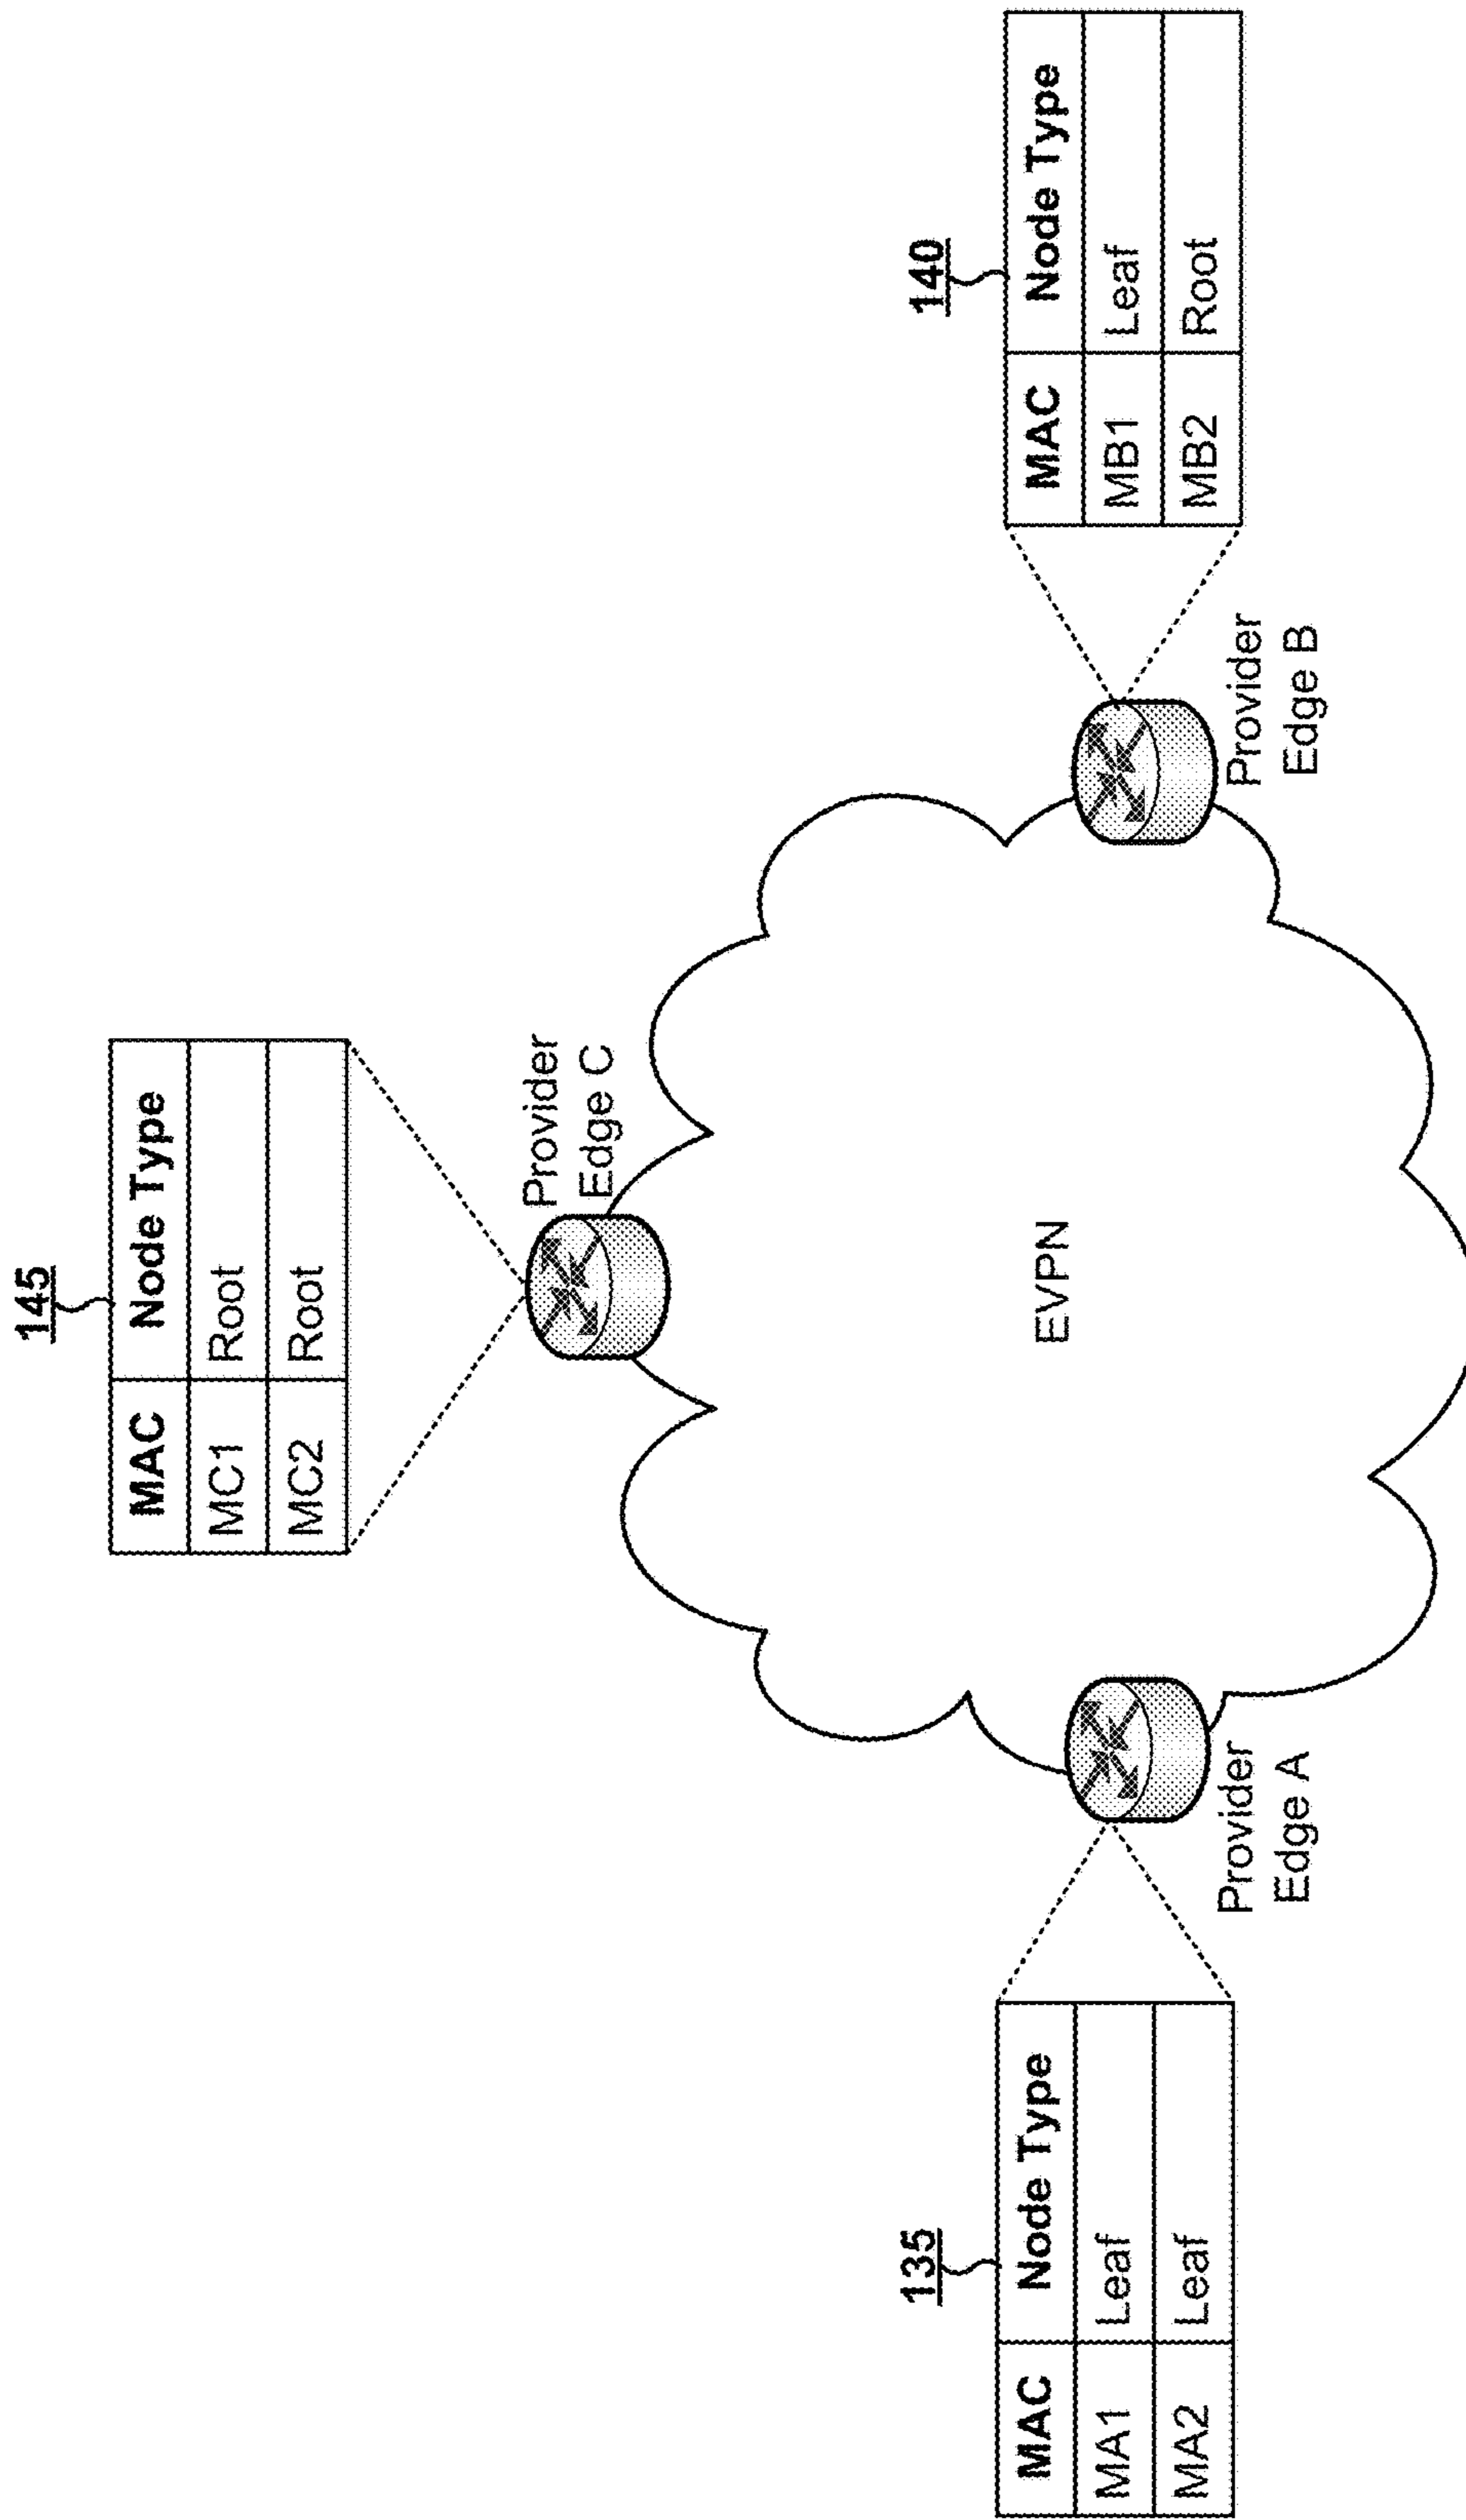 145
MAC Node Type
MC1 Root
MC2 Root
Provider
Edge C
135
MAC Node Type
MA1 Leaf
MA2 Leaf
EVPN
140
MAC Node Type
MB1 Leaf
MB2 Root
Provider
Edge A
Provider
Edge B